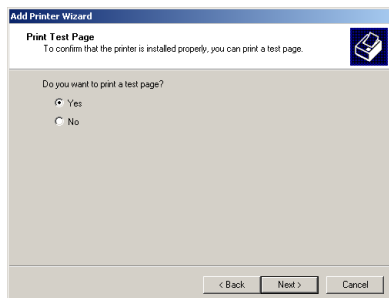 Add Printer Wizard
Print Test Page
To confirm that the printer is installed properly, you can print a test page.
Do you want to print a test page?
Yes
No
< Back
Next >
Cancel